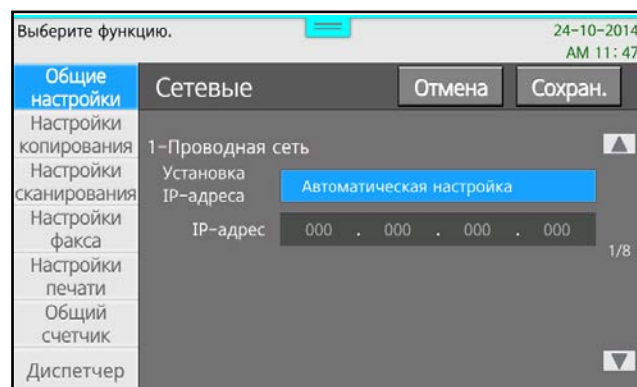 Выберите функцию.
24-10-2014
AM 11:47
Общие
настройки
Сетевые
Отмена
Сохран.
Настройки
копирования
Настройки
сканирования
Настройки
факса
Настройки
печати
Общий
счетчик
Диспетчер
1-Проводная сеть
Установка
IP-адреса
Автоматическая настройка
IP-адрес
000 . 000 . 000 . 000
1/8